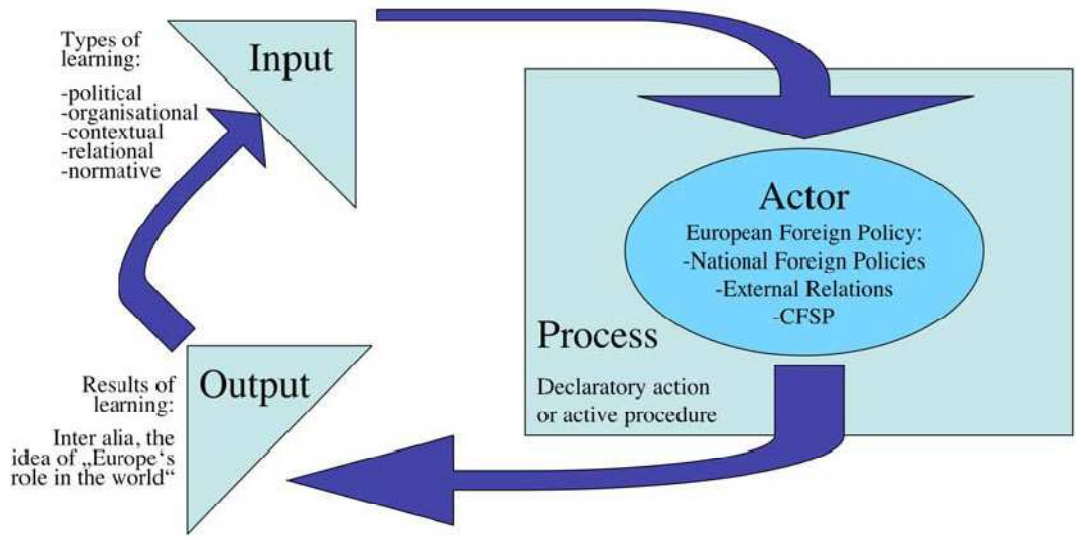 Types of
learning:
-political
-organisational
-contextual
-relational
-normative
Input
Actor
European Foreign Policy:
-National Foreign Policies
-External Relations
-CFSP
Process
Declaratory action
or active procedure
Output
Results of
learning:
Inter alia, the
idea of „Europe‘s
role in the world“